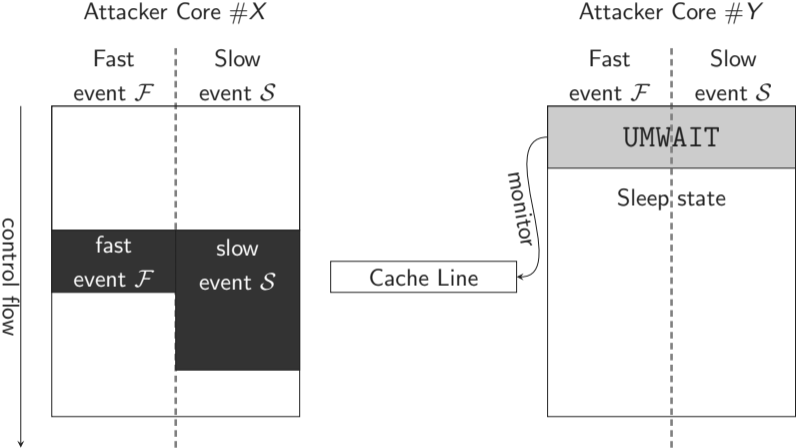 Attacker Core #X
Fast
event ℱ
Slow
event 𝒮
control flow
fast
event ℱ
slow
event 𝒮
monitor
Cache Line
Attacker Core #Y
Fast
event ℱ
Slow
event 𝒮
UMWAIT
Sleep state